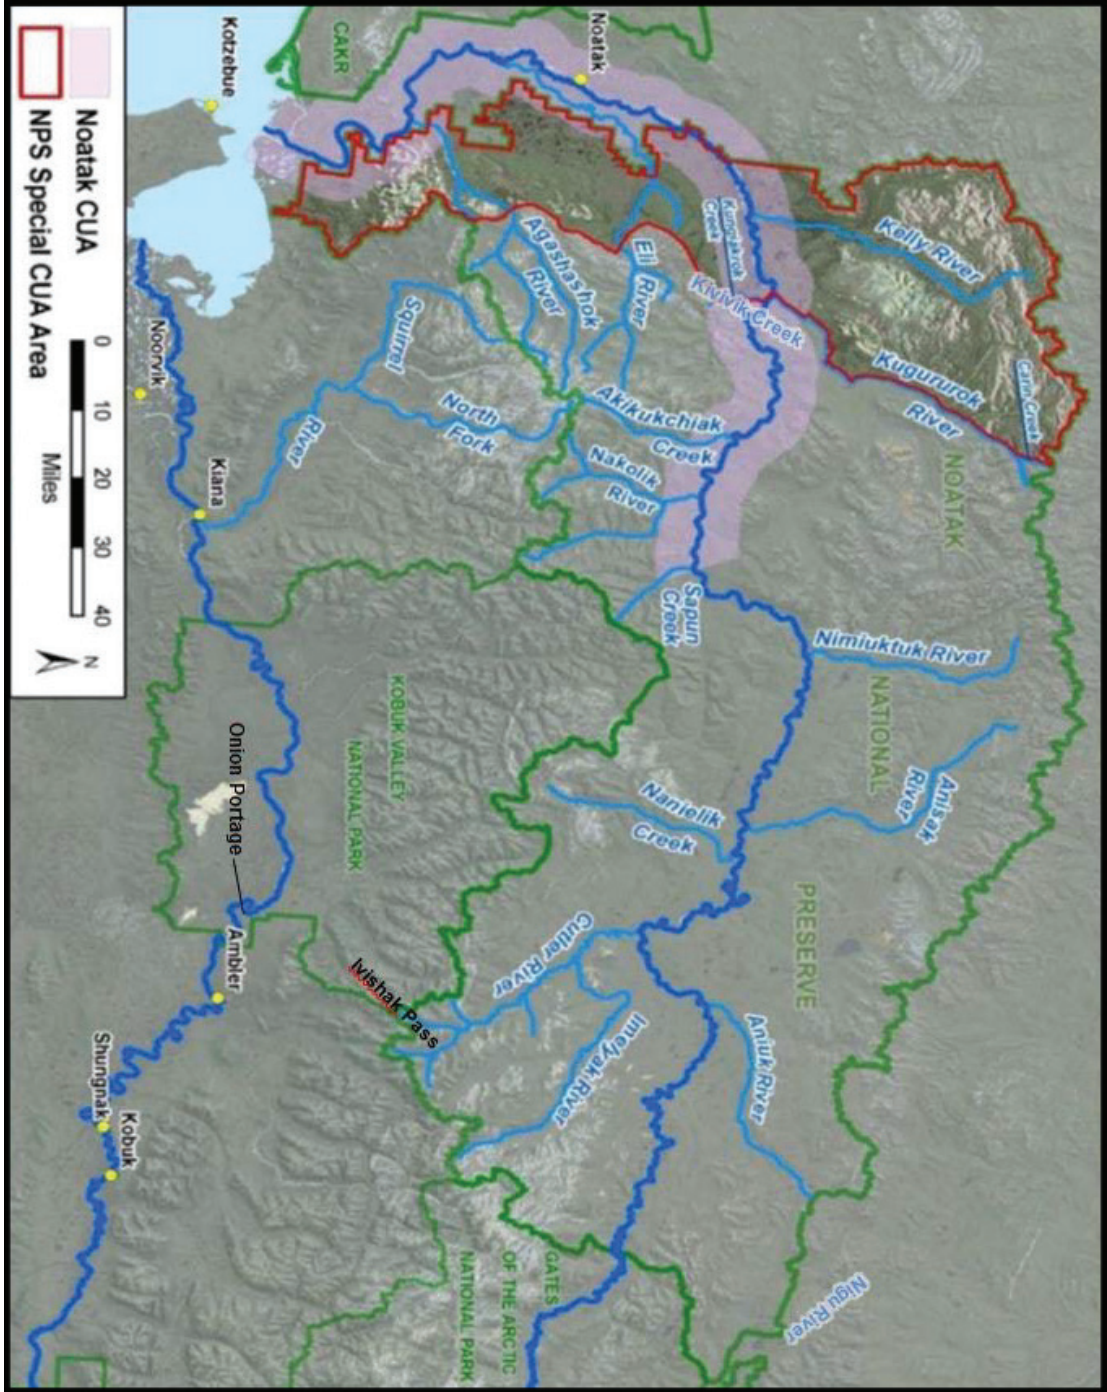 Noatak
CAKR
Kotzebue
Kelly River
Kungiakrok
Creek
Kivivik Creek
Eli River
Agashashok
River
Kugururok
River
Akikukchiak
Creek
Squirrel
River
North
Fork
Nakolik
River
Noorvik
Kiana
NOATAK
NATIONAL
PRESERVE
Sapun
Creek
Nimiuktuk River
Anisak
River
Nanielik
Creek
KOBUK VALLEY
NATIONAL PARK
Onion Portage
Cutler River
Ivishak Pass
Imelyak River
Aniuk River
Ambler
Shungnak
Kobuk
GATES
OF THE ARCTIC
NATIONAL PARK
Nigu River
Noatak CUA
NPS Special CUA Area
0 10 20 30 40
Miles
N